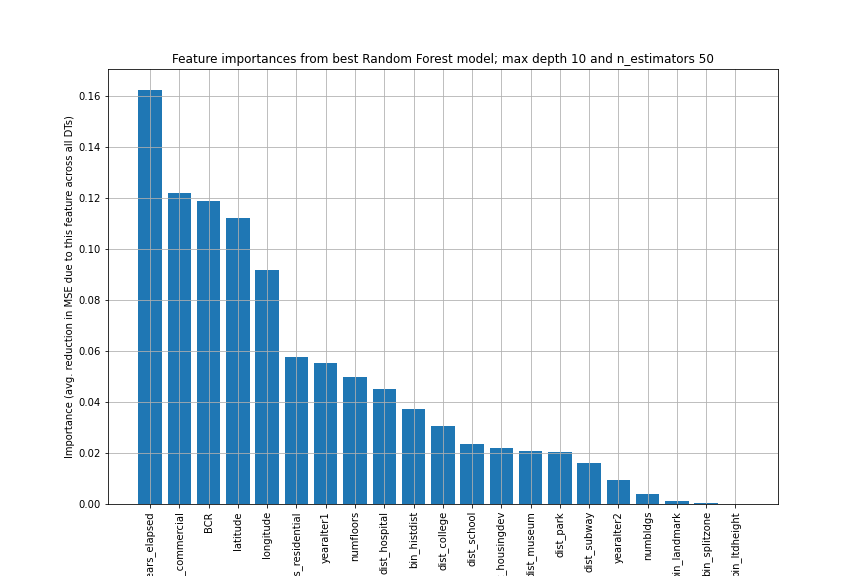 Feature importances from best Random Forest model; max depth 10 and n_estimators 50
Importance (avg. reduction in MSE due to this feature across all DTs)
0.16
0.14
0.12
0.10
0.08
0.06
0.04
0.02
0.00
ears_elapsed
_commercial
BCR
latitude
longitude
s_residential
yearalter1
numfloors
dist_hospital
bin_histdist
dist_college
dist_school
_housingdev
dist_museum
dist_park
dist_subway
yearalter2
numbldgs
bin_landmark
bin_splitzone
bin_ltdheight